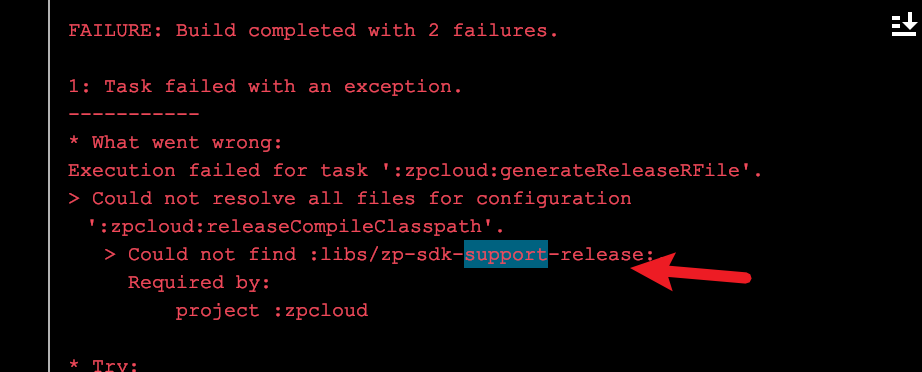 FAILURE: Build completed with 2 failures.
1: Task failed with an exception.
-----------
* What went wrong:
Execution failed for task ':zpcloud:generateReleaseRFile'.
> Could not resolve all files for configuration
':zpcloud:releaseCompileClasspath'.
> Could not find :libs/zp-sdk-support-release:
Required by:
project :zpcloud
* Try: